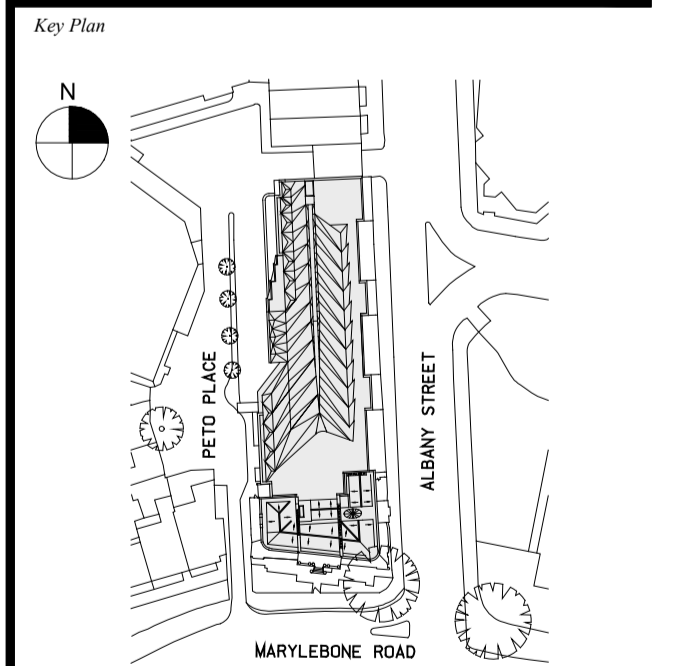 Key Plan
N
PETO PLACE
ALBANY STREET
MARYLEBONE ROAD